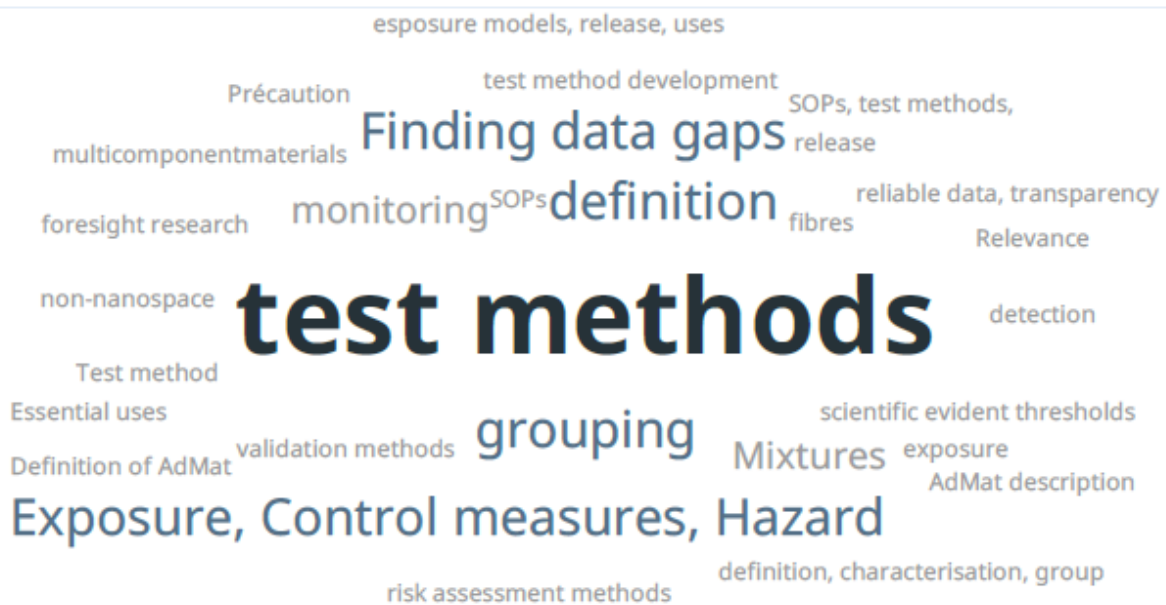 esposure models, release, uses
test method development
Précaution
SOPs, test methods,
release
Finding data gaps
multicomponentmaterials
monitoring
SOPs
definition
reliable data, transparency
foresight research
fibres
Relevance
non-nanospace
test methods
detection
Test method
Essential uses
grouping
scientific evident thresholds
validation methods
Mixtures
exposure
Definition of AdMat
AdMat description
Exposure, Control measures, Hazard
definition, characterisation, group
risk assessment methods